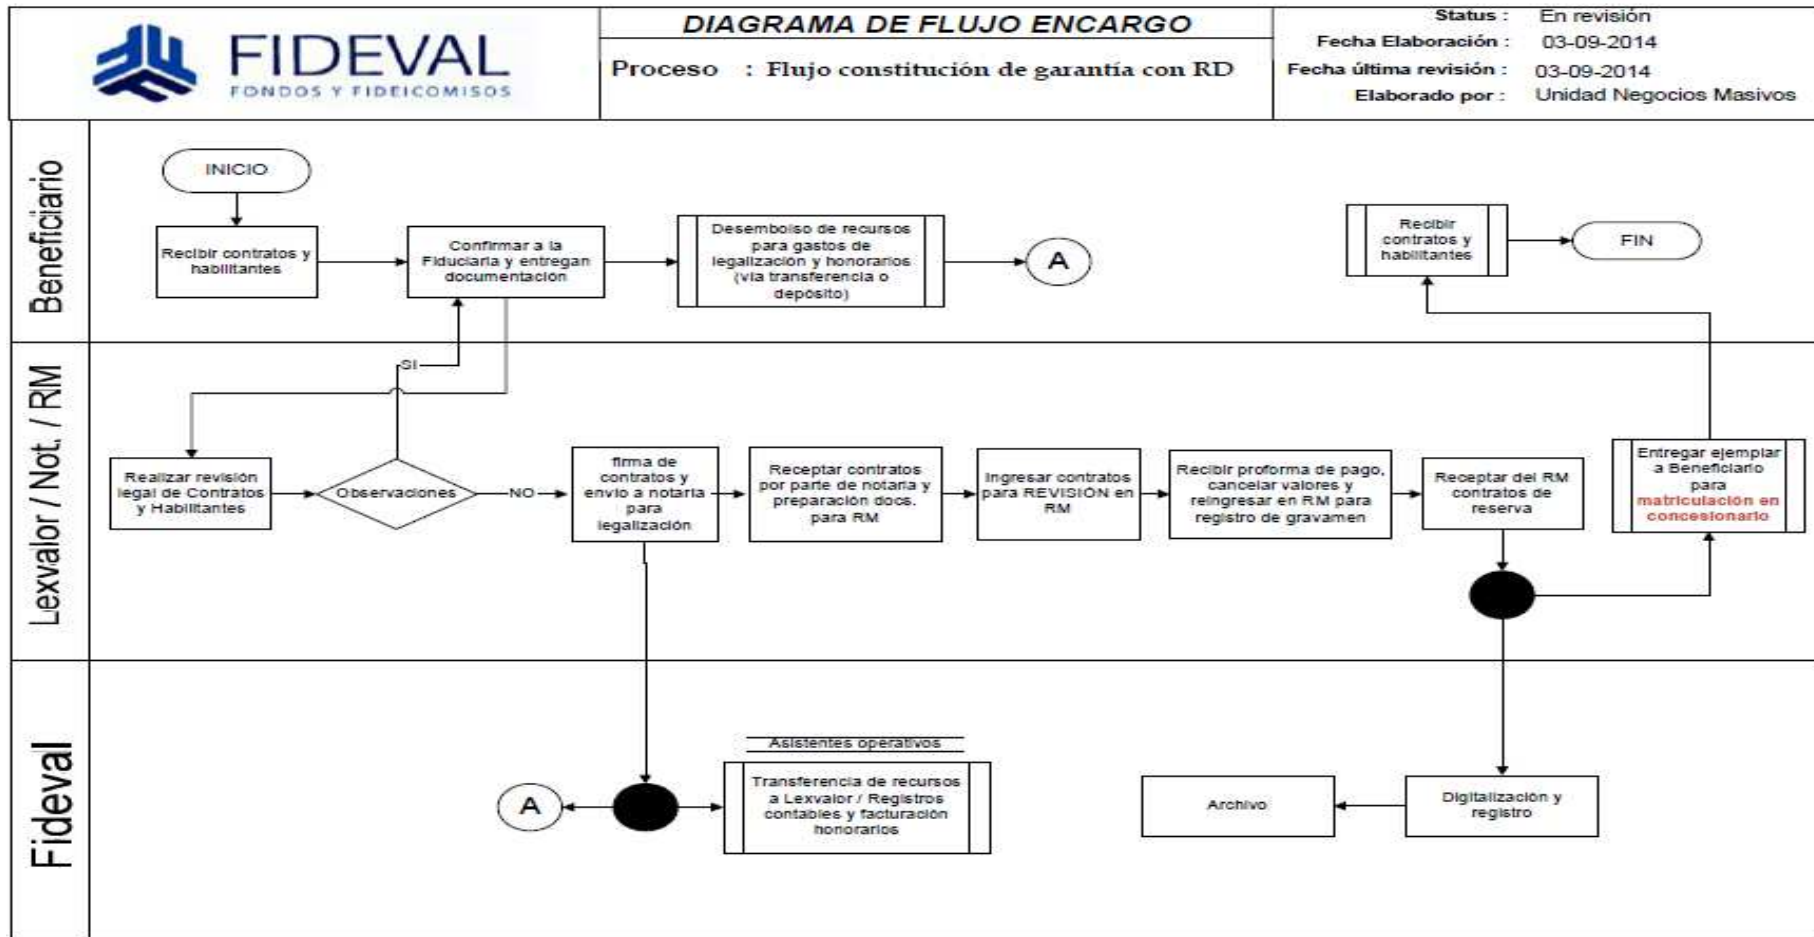 FIDEVAL
FONDOS Y FIDEICOMISOS
DIAGRAMA DE FLUJO ENCARGO
Proceso : Flujo constitución de garantía con RD
Status : En revisión
Fecha Elaboración : 03-09-2014
Fecha última revisión : 03-09-2014
Elaborado por : Unidad Negocios Masivos
Beneficiario
INICIO
Recibir contratos y
habilitantes
Confirmar a la
Fiduciaria y entregan
documentación
Desembolso de recursos
para gastos de
legalización y honorarios
(vía transferencia o
depósito)
A
Recibir
contratos y
habilitantes
FIN
Lexvalor / Not. / RM
SI
Realizar revisión
legal de Contratos
y Habilitantes
Observaciones
NO
firma de
contratos y
envío a notaría
para
legalización
Receptar contratos
por parte de notaría y
preparación docs.
para RM
Ingresar contratos
para REVISIÓN en
RM
Recibir proforma de pago,
cancelar valores y
reingresar en RM para
registro de gravamen
Receptar del RM
contratos de
reserva
Entregar ejemplar
a Beneficiario
para
matriculación en
concesionario
Fideval
A
Asistentes operativos
Transferencia de recursos
a Lexvalor / Registros
contables y facturación
honorarios
Archivo
Digitalización y
registro